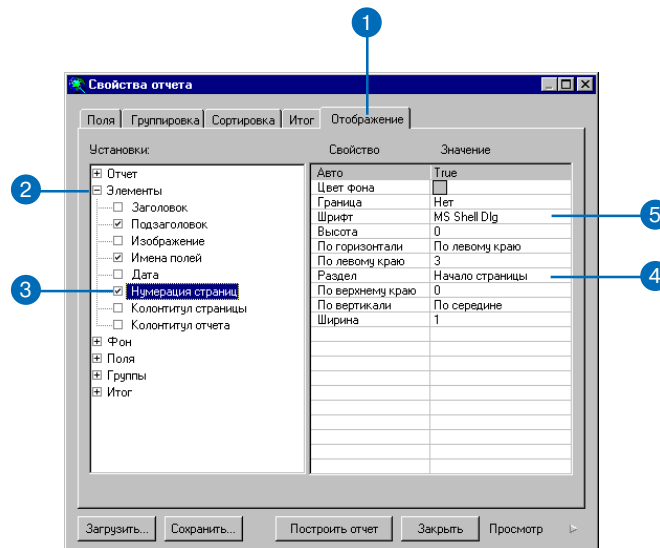 1
Свойства отчета
Поля Группировка Сортировка Итог Отображение
Установки: Свойство Значение
Отчет
2 Элементы
Заголовок
Подзаголовок
Изображение
Имена полей
Дата
3 Нумерация страниц
Колонтитул страницы
Колонтитул отчета
Фон
Поля
Группы
Итог
Авто True
Цвет фона
Граница Нет
Шрифт MS Shell Dlg 5
Высота 0
По горизонтали По левому краю
По левому краю 3
Раздел Начало страницы 4
По верхнему краю 0
По вертикали По середине
Ширина 1
Загрузить... Сохранить... Построить отчет Закрыть Просмотр